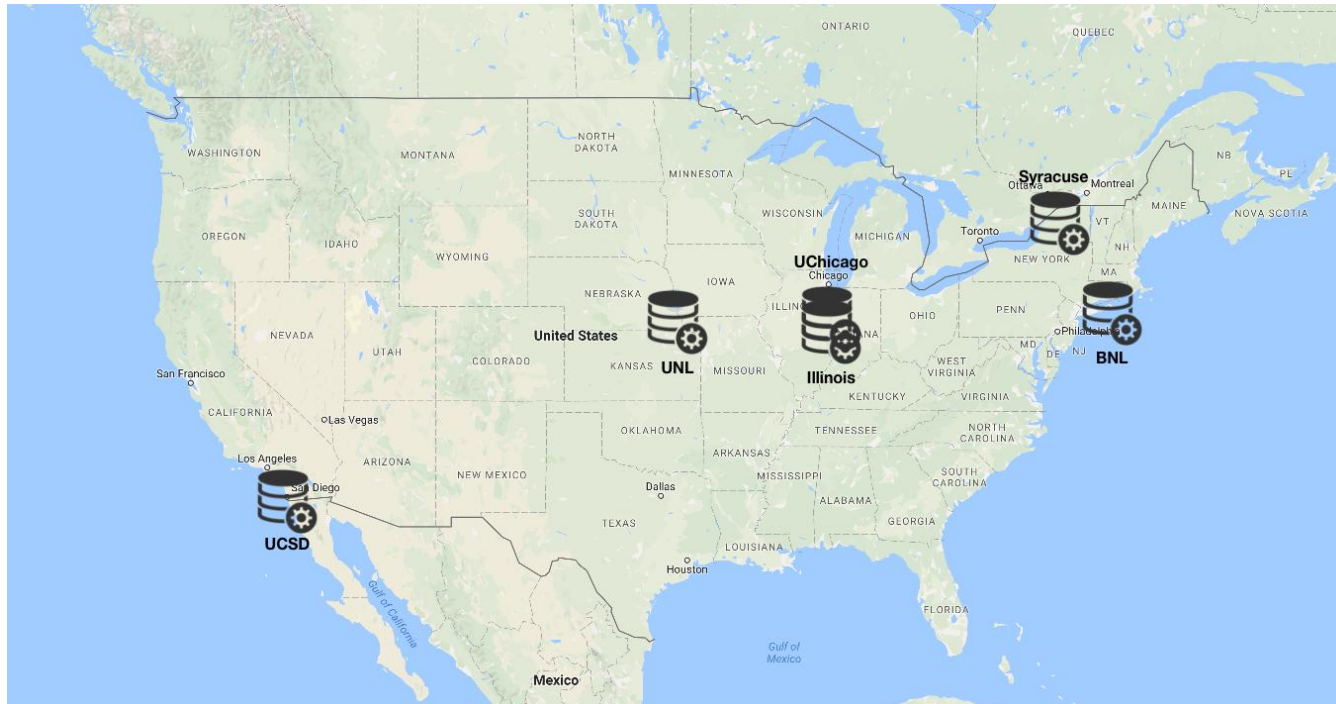 ONTARIO
QUEBEC
WASHINGTON
MONTANA
NORTH
DAKOTA
MINNESOTA
NB
PE
Syracuse
Ottawa
Montreal
MAINE
NOVA SCOTIA
OREGON
IDAHO
SOUTH
DAKOTA
WISCONSIN
MICHIGAN
Toronto
VT
NH
NEW YORK
MA
WYOMING
UChicago
Chicago
IOWA
NEBRASKA
PENN
OHIO
NEVADA
UTAH
United States
COLORADO
KANSAS
UNL
MISSOURI
Illinois
Philadelphia
MD
DE
NJ
BNL
WEST
VIRGINIA
KENTUCKY
VIRGINIA
San Francisco
CALIFORNIA
Las Vegas
OKLAHOMA
TENNESSEE
NORTH
CAROLINA
Los Angeles
ARIZONA
NEW MEXICO
ARKANSAS
MISSISSIPPI
SOUTH
CAROLINA
San Diego
Dallas
ALABAMA
GEORGIA
UCSD
TEXAS
LOUISIANA
Houston
FLORIDA
Gulf of California
Gulf of
Mexico
Mexico